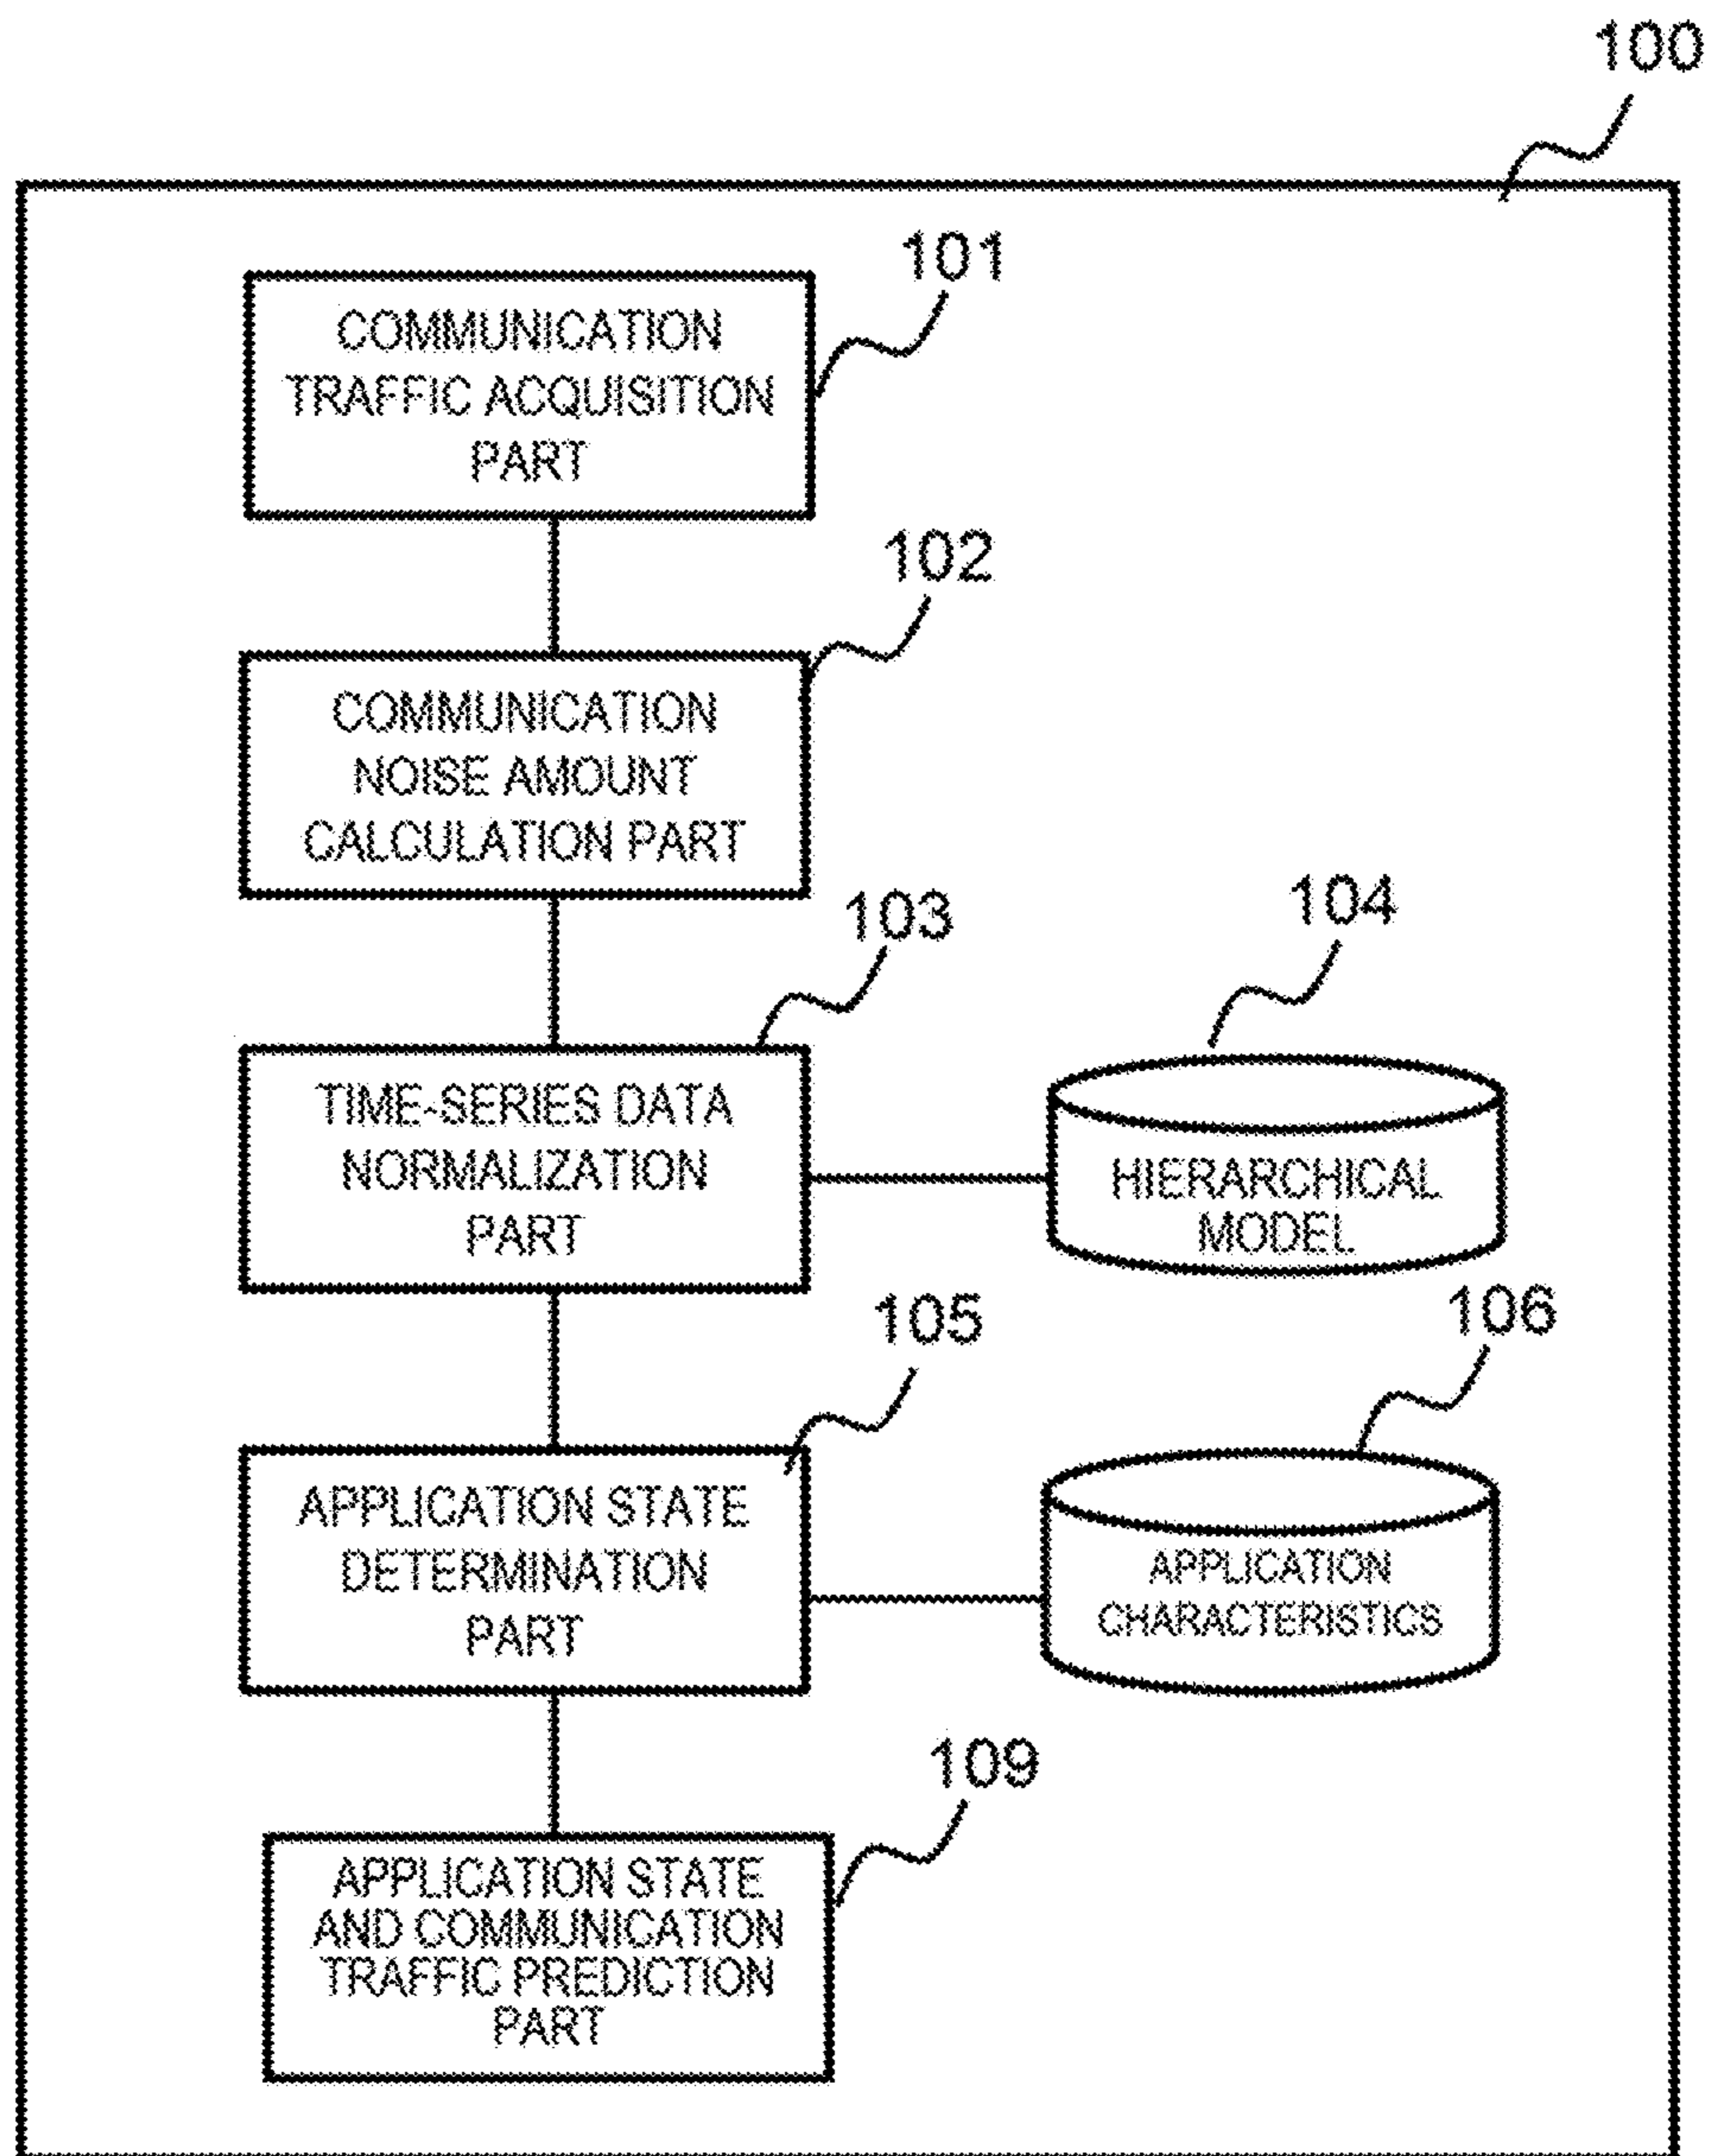 100
101
COMMUNICATION
TRAFFIC ACQUISITION
PART
102
COMMUNICATION
NOISE AMOUNT
CALCULATION PART
103
TIME-SERIES DATA
NORMALIZATION
PART
104
HIERARCHICAL
MODEL
105
APPLICATION STATE
DETERMINATION
PART
106
APPLICATION
CHARACTERISTICS
109
APPLICATION STATE
AND COMMUNICATION
TRAFFIC PREDICTION
PART